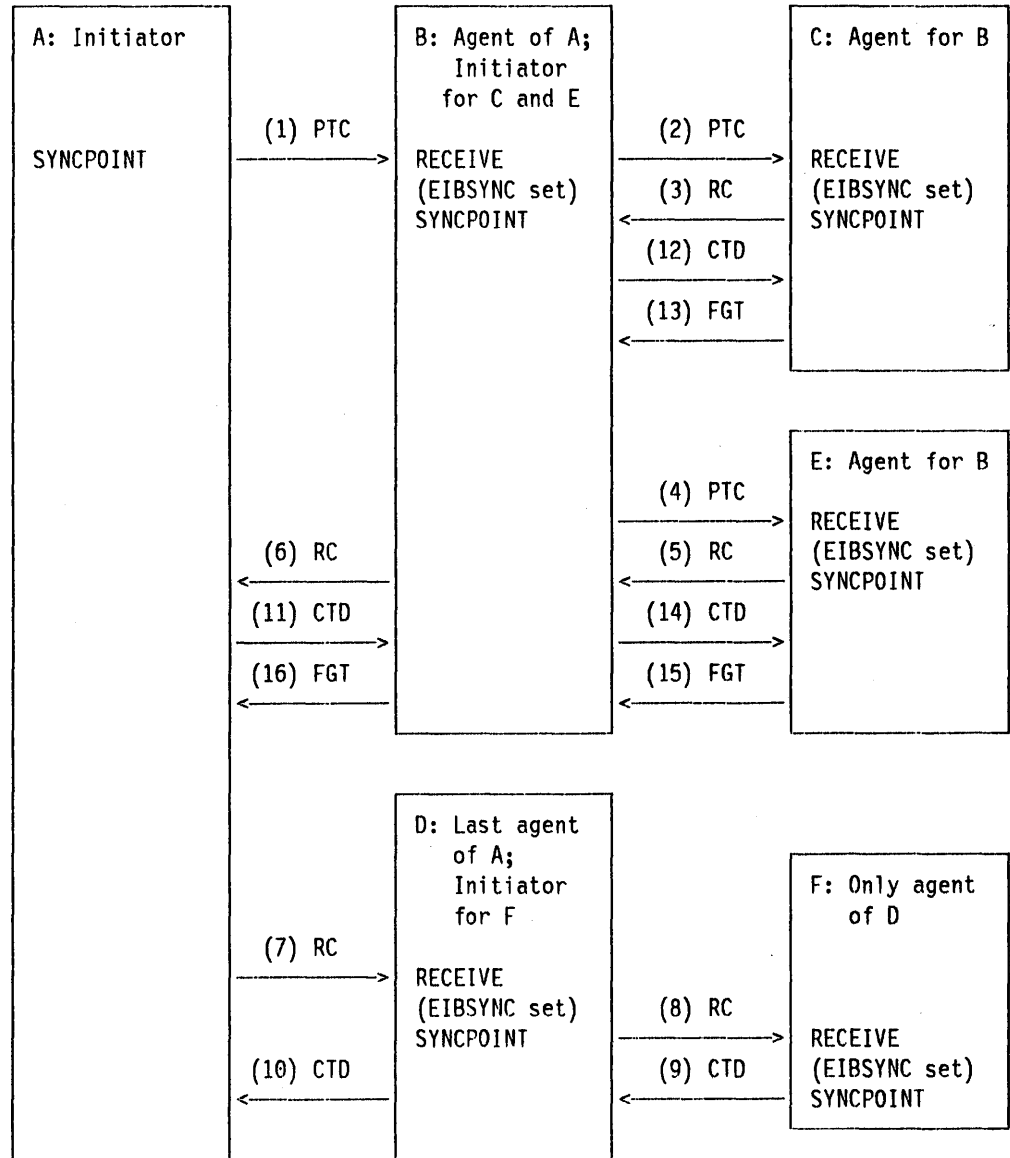 A: Initiator
SYNCPOINT
(1) PTC
B: Agent of A;
Initiator
for C and E
RECEIVE
(EIBSYNC set)
SYNCPOINT
(2) PTC
(3) RC
(12) CTD
(13) FGT
C: Agent for B
RECEIVE
(EIBSYNC set)
SYNCPOINT
(4) PTC
(5) RC
(14) CTD
(15) FGT
E: Agent for B
RECEIVE
(EIBSYNC set)
SYNCPOINT
(6) RC
(11) CTD
(16) FGT
(7) RC
(10) CTD
D: Last agent
of A;
Initiator
for F
RECEIVE
(EIBSYNC set)
SYNCPOINT
(8) RC
(9) CTD
F: Only agent
of D
RECEIVE
(EIBSYNC set)
SYNCPOINT